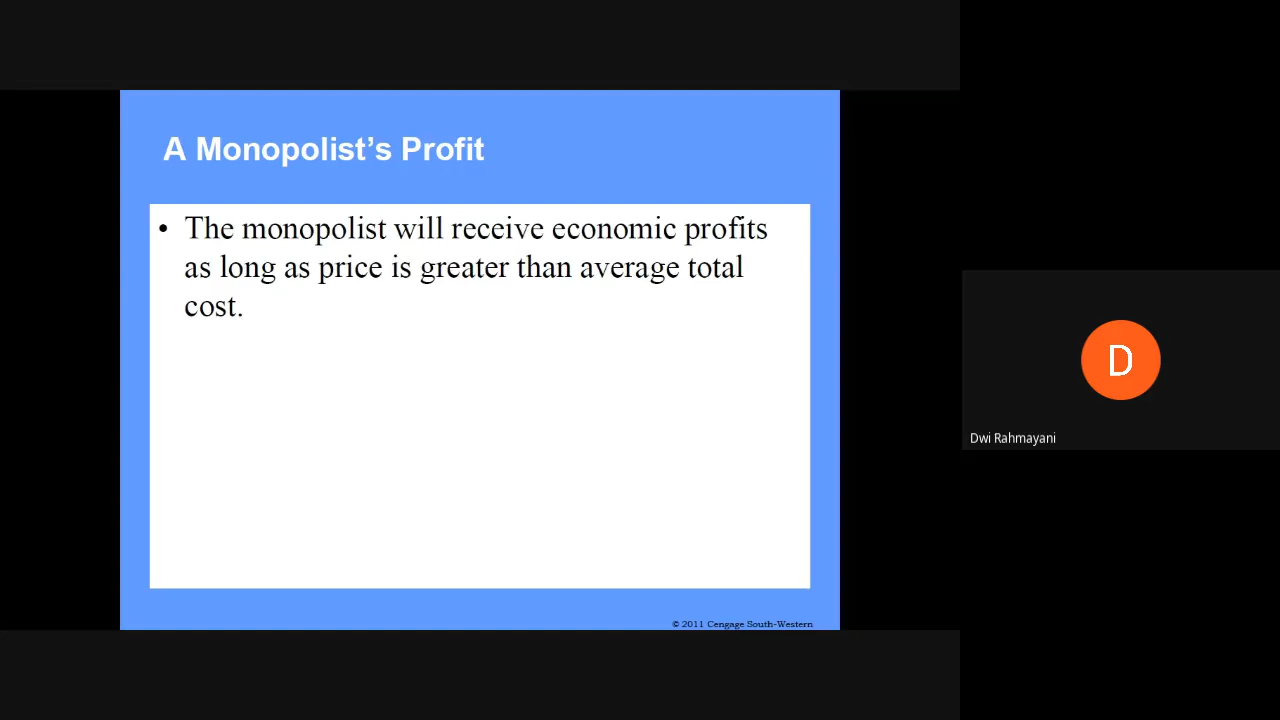 A Monopolist’s Profit
• The monopolist will receive economic profits
as long as price is greater than average total
cost.
© 2011 Cengage South-Western
D
Dwi Rahmayani